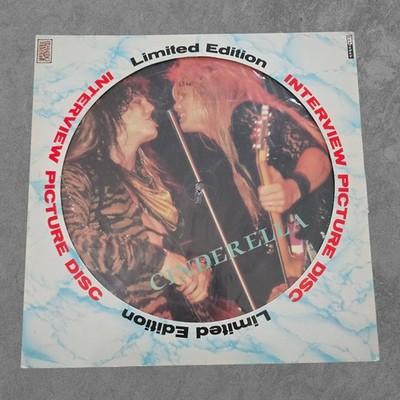 Limited Edition
INTERVIEW PICTURE DISC
INTERVIEW PICTURE DISC
CINDERELLA
Limited Edition